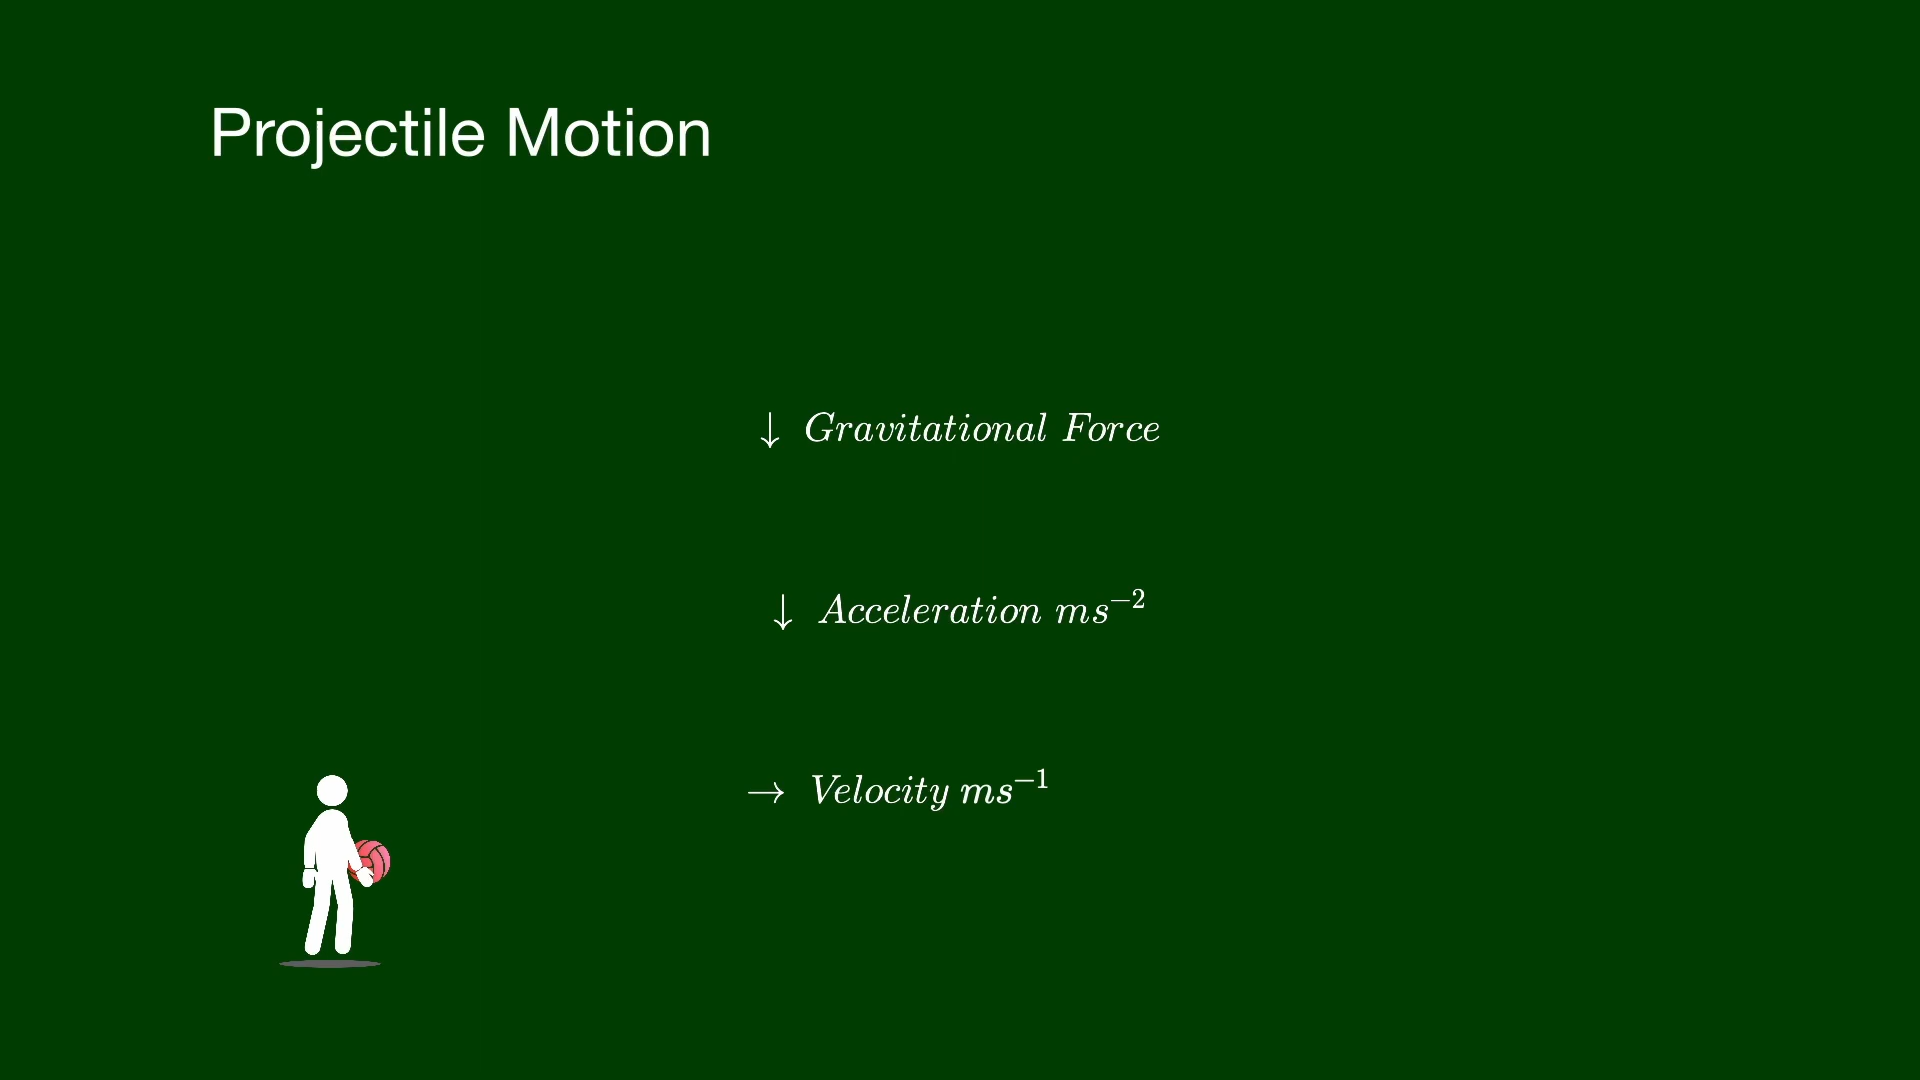 Projectile Motion
↓ Gravitational Force
↓ Acceleration ms⁻²
→ Velocity ms⁻¹